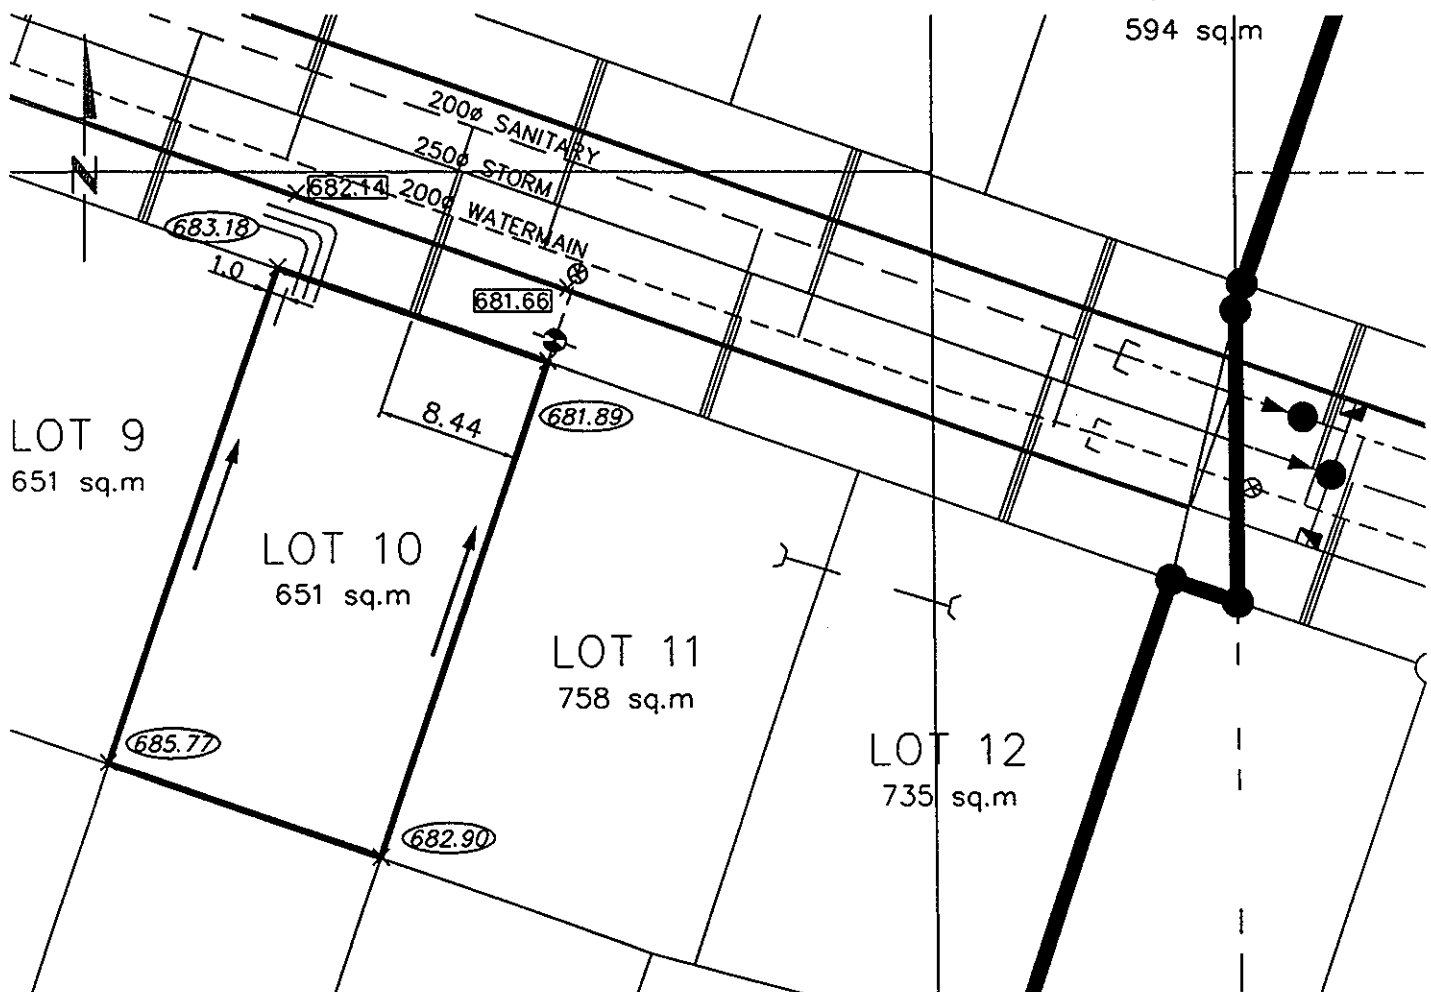 594 sq.m
200ø SANITARY
250ø STORM
200ø WATERMAIN
N
682.14
683.18
1.0
681.66
8.44
681.89
LOT 9
651 sq.m
LOT 10
651 sq.m
LOT 11
758 sq.m
685.77
LOT 12
735 sq.m
682.90